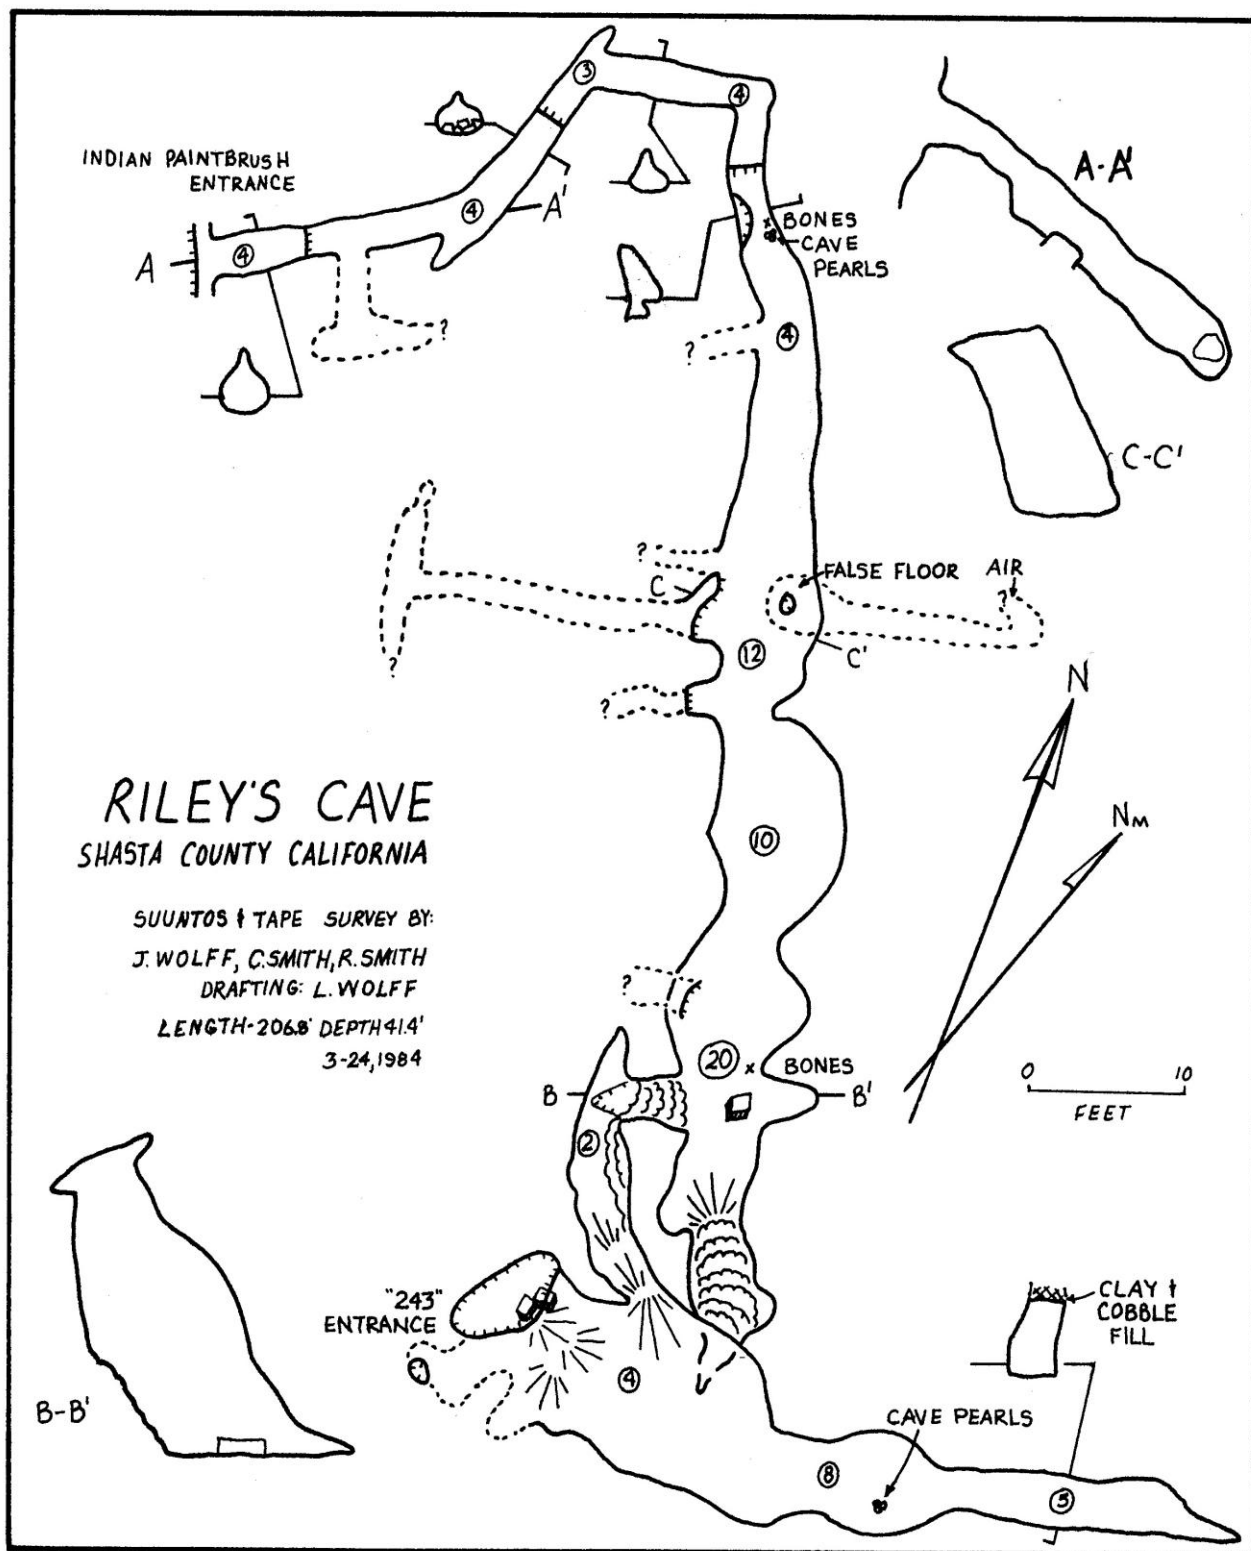 INDIAN PAINTBRUSH
ENTRANCE
3
4
4
4
A
A'
BONES
CAVE
PEARLS
4
?
?
A-A'
C-C'
?
C
FALSE FLOOR
AIR
?
?
12
C'
?
N
NM
RILEY'S CAVE
SHASTA COUNTY CALIFORNIA
SUUNTOS & TAPE SURVEY BY:
J. WOLFF, C. SMITH, R. SMITH
DRAFTING: L. WOLFF
LENGTH-206.8' DEPTH 41.4'
3-24, 1984
10
?
20
BONES
B
B'
2
0 10
FEET
"243"
ENTRANCE
4
B-B'
CLAY &
COBBLE
FILL
CAVE PEARLS
8
3